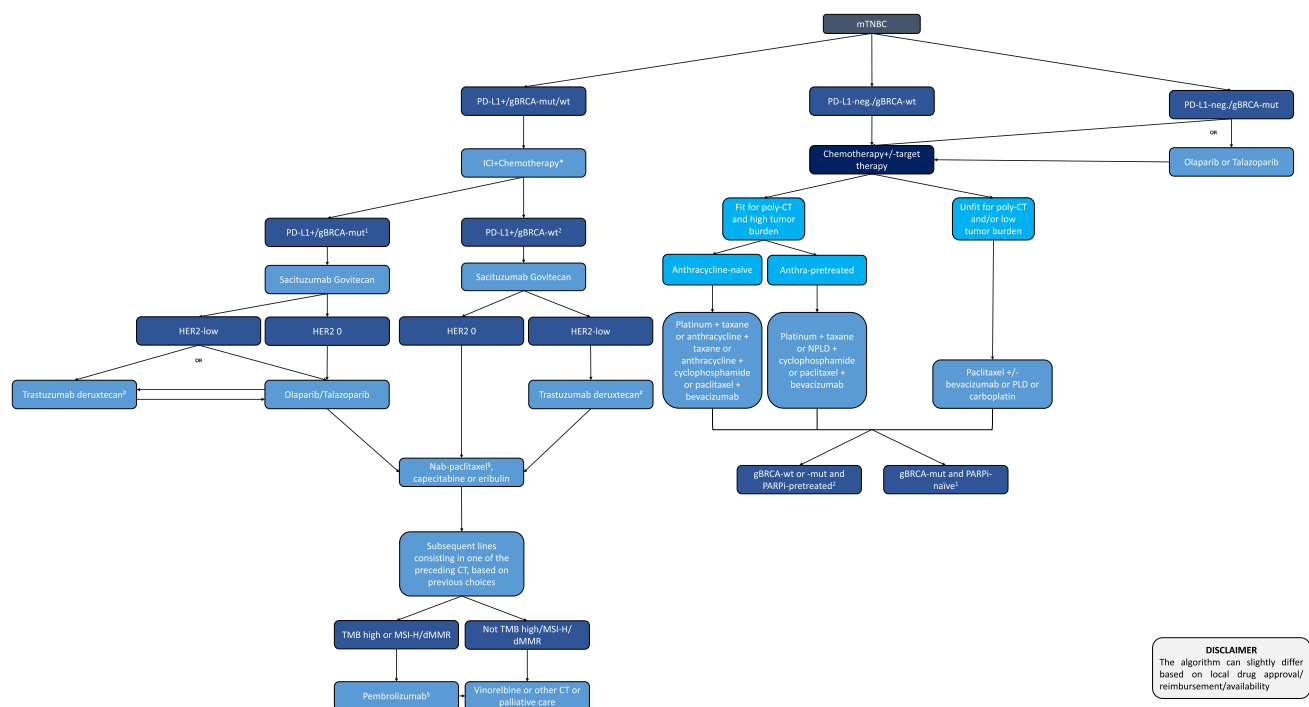 mTNBC
PD-L1+/gBRCA-mut/wt
PD-L1-neg./gBRCA-wt
PD-L1-neg./gBRCA-mut
OR
ICI+Chemotherapy*
Chemotherapy+/-target
therapy
Olaparib or Talazoparib
Fit for poly-CT
and high tumor
burden
Unfit for poly-CT
and/or low
tumor burden
PD-L1+/gBRCA-mut¹
PD-L1+/gBRCA-wt²
Anthracycline-naïve
Anthra-pretreated
Sacituzumab Govitecan
Sacituzumab Govitecan
HER2-low
HER2 0
HER2 0
HER2-low
OR
Platinum + taxane
or anthracycline +
taxane or
anthracycline +
cyclophosphamide
or paclitaxel +
bevacizumab
Platinum + taxane
or NPLD +
cyclophosphamide
or paclitaxel +
bevacizumab
Paclitaxel +/-
bevacizumab or PLD or
carboplatin
Trastuzumab deruxtecan#
Olaparib/Talazoparib
Trastuzumab deruxtecan#
Nab-paclitaxel§,
capecitabine or eribulin
gBRCA-wt or -mut and
PARPi-pretreated²
gBRCA-mut and PARPi-
naïve¹
Subsequent lines
consisting in one of the
preceding CT, based on
previous choices
TMB high or MSI-H/dMMR
Not TMB high/MSI-H/
dMMR
Pembrolizumab§
Vinorelbine or other CT or
palliative care
DISCLAIMER
The algorithm can slightly differ
based on local drug approval/
reimbursement/availability